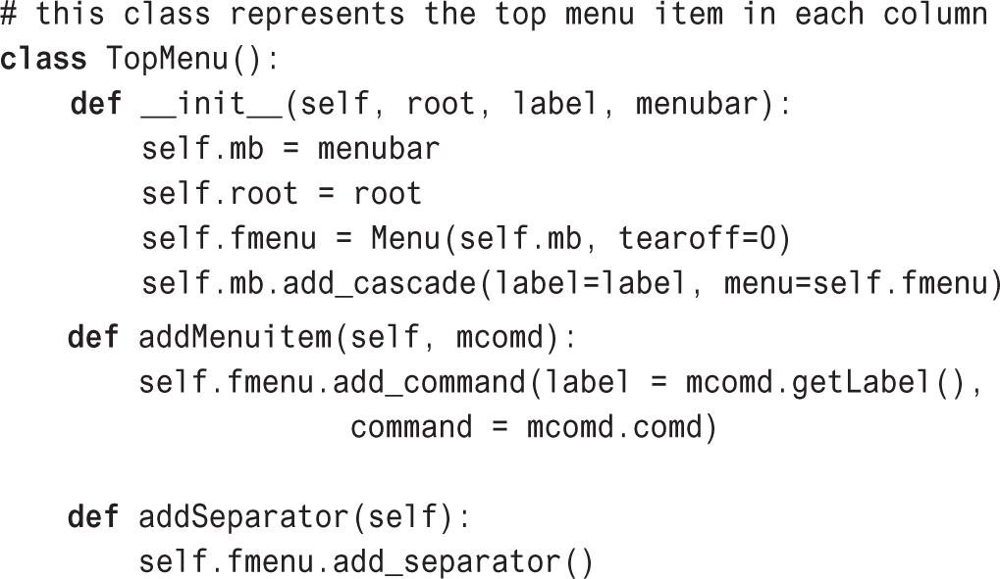 # this class represents the top menu item in each column
class TopMenu():
    def __init__(self, root, label, menubar):
        self.mb = menubar
        self.root = root
        self.fmenu = Menu(self.mb, tearoff=0)
        self.mb.add_cascade(label=label, menu=self.fmenu)
    def addMenuitem(self, mcomd):
        self.fmenu.add_command(label = mcomd.getLabel(),
                    command = mcomd.comd)

    def addSeparator(self):
        self.fmenu.add_separator()